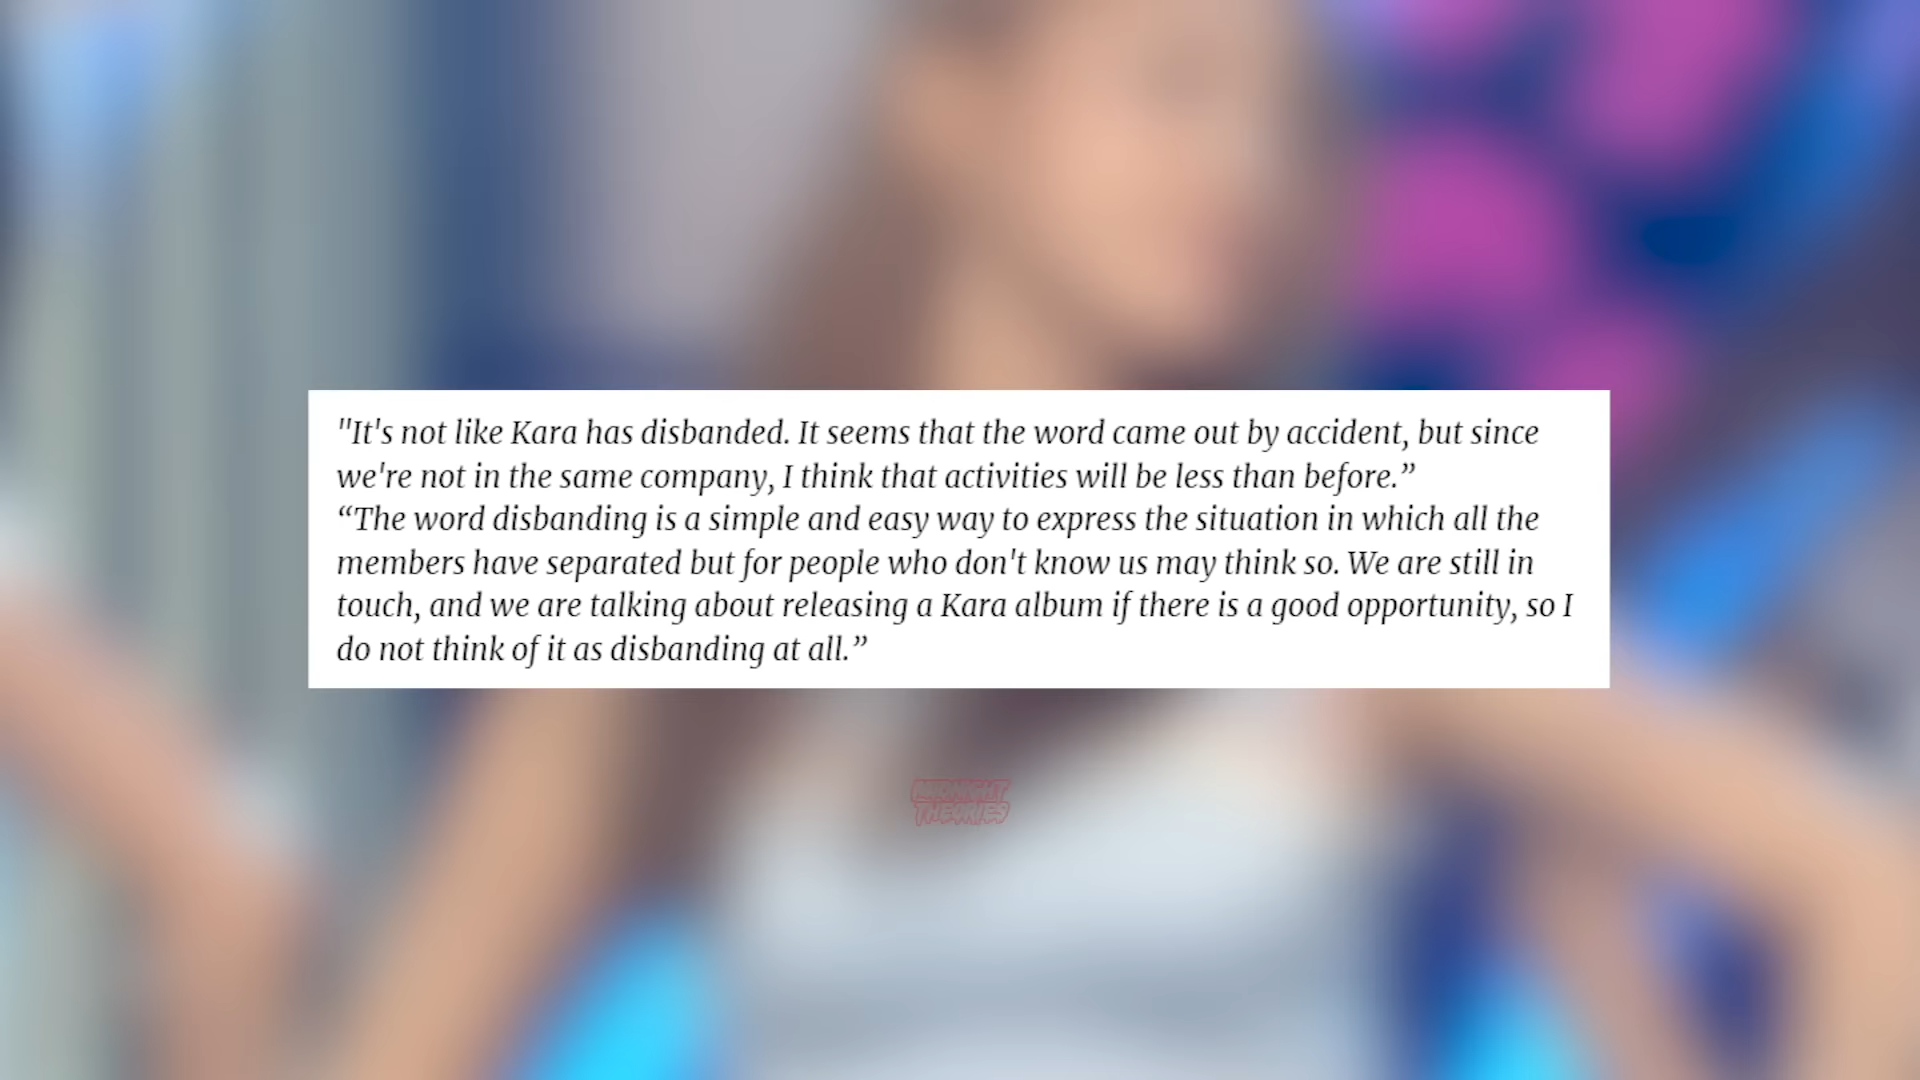 "It's not like Kara has disbanded. It seems that the word came out by accident, but since
we're not in the same company, I think that activities will be less than before.”
“The word disbanding is a simple and easy way to express the situation in which all the
members have separated but for people who don't know us may think so. We are still in
touch, and we are talking about releasing a Kara album if there is a good opportunity, so I
do not think of it as disbanding at all.”
MIDNIGHT
THEORIES